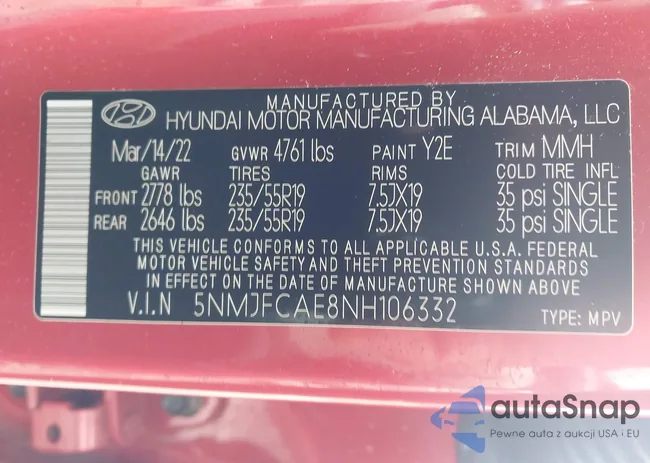 MANUFACTURED BY
HYUNDAI MOTOR MANUFACTURING ALABAMA, LLC
Mar/14/22 GVWR 4761 lbs PAINT Y2E TRIM MMH
GAWR TIRES RIMS COLD TIRE INFL
FRONT 2778 lbs 235/55R19 7.5JX19 35 psi SINGLE
REAR 2646 lbs 235/55R19 7.5JX19 35 psi SINGLE
THIS VEHICLE CONFORMS TO ALL APPLICABLE U.S.A. FEDERAL
MOTOR VEHICLE SAFETY AND THEFT PREVENTION STANDARDS
IN EFFECT ON THE DATE OF MANUFACTURE SHOWN ABOVE
V.I.N 5NMJFCAE8NH106332 TYPE: MPV
autaSnap
Pewne auta z aukcji USA i EU